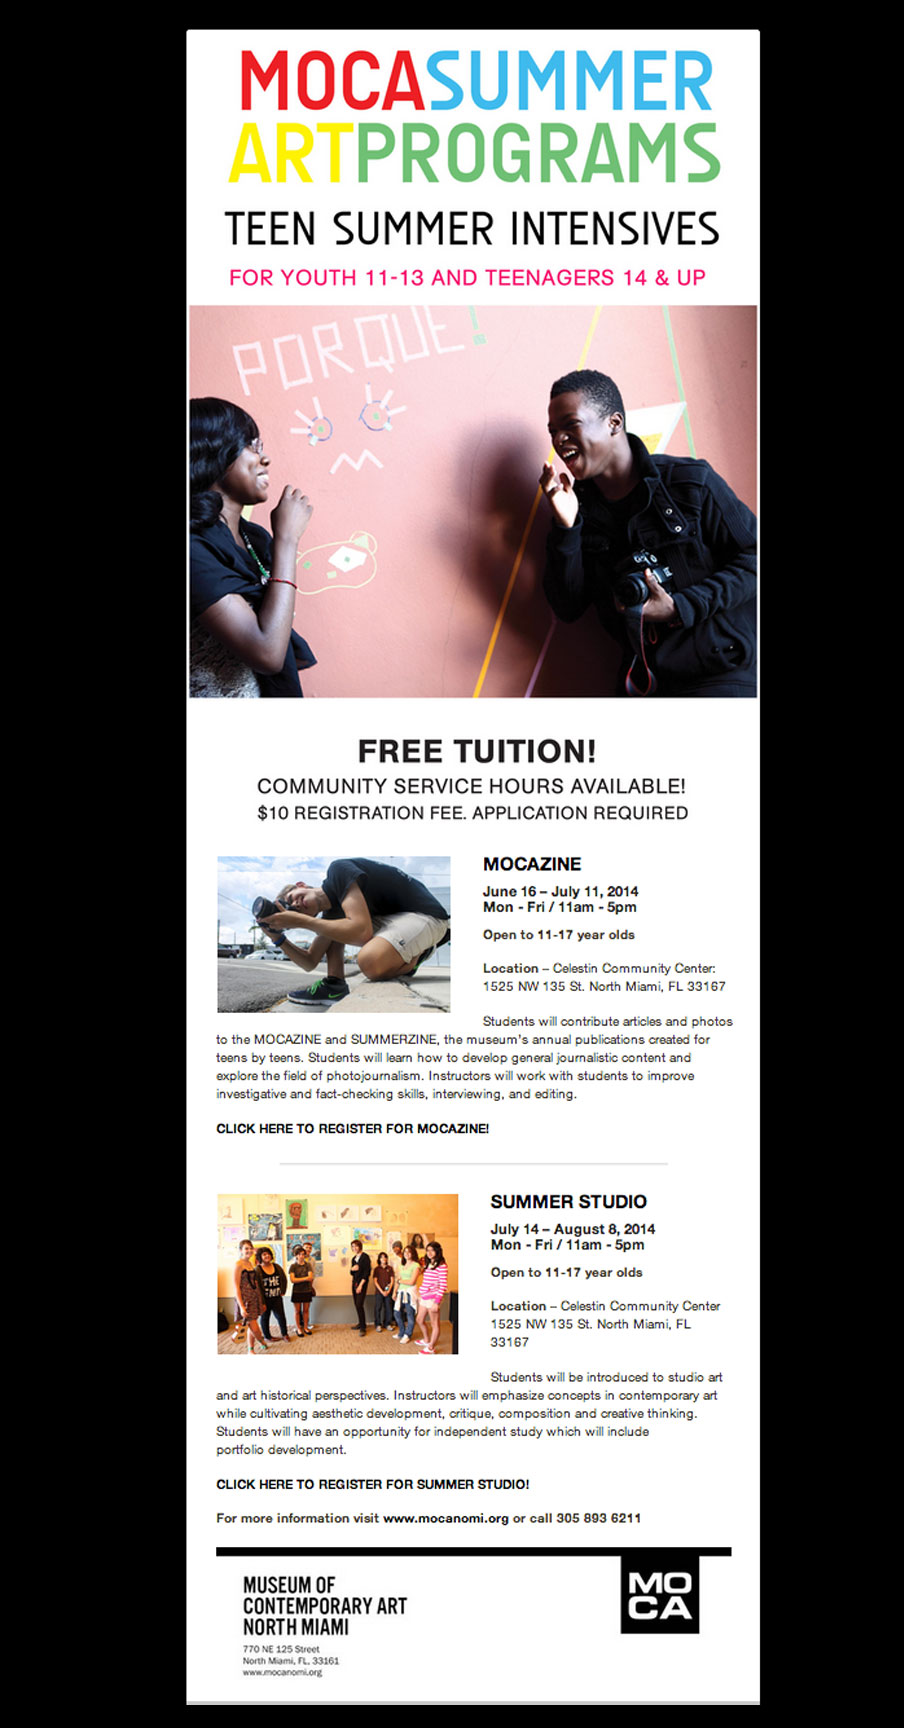 MOCASUMMER
ARTPROGRAMS
TEEN SUMMER INTENSIVES
FOR YOUTH 11-13 AND TEENAGERS 14 & UP
PORQUE!
FREE TUITION!
COMMUNITY SERVICE HOURS AVAILABLE!
$10 REGISTRATION FEE. APPLICATION REQUIRED
MOCAZINE
June 16 – July 11, 2014
Mon - Fri / 11am - 5pm
Open to 11-17 year olds
Location – Celestin Community Center:
1525 NW 135 St. North Miami, FL 33167
Students will contribute articles and photos
to the MOCAZINE and SUMMERZINE, the museum's annual publications created for
teens by teens. Students will learn how to develop general journalistic content and
explore the field of photojournalism. Instructors will work with students to improve
investigative and fact-checking skills, interviewing, and editing.
CLICK HERE TO REGISTER FOR MOCAZINE!
THE
END
SUMMER STUDIO
July 14 – August 8, 2014
Mon - Fri / 11am - 5pm
Open to 11-17 year olds
Location – Celestin Community Center
1525 NW 135 St. North Miami, FL
33167
Students will be introduced to studio art
and art historical perspectives. Instructors will emphasize concepts in contemporary art
while cultivating aesthetic development, critique, composition and creative thinking.
Students will have an opportunity for independent study which will include
portfolio development.
CLICK HERE TO REGISTER FOR SUMMER STUDIO!
For more information visit www.mocanomi.org or call 305 893 6211
MUSEUM OF
CONTEMPORARY ART
NORTH MIAMI
770 NE 125 Street
North Miami, FL, 33161
www.mocanomi.org
MO
CA